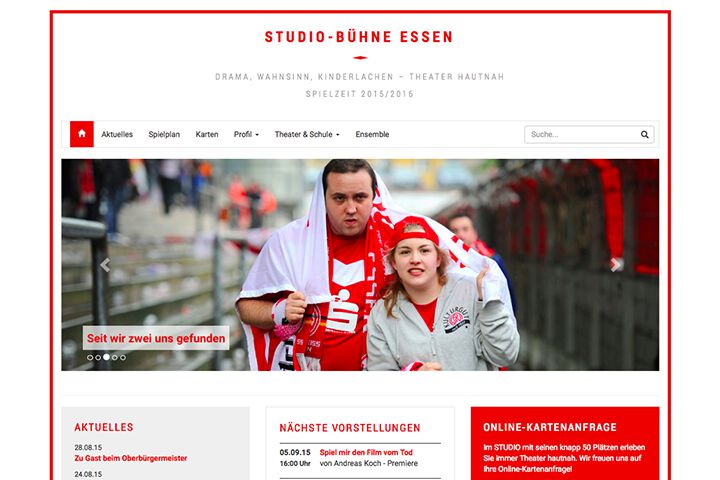 STUDIO-BÜHNE ESSEN
DRAMA, WAHNSINN, KINDERLACHEN – THEATER HAUTNAH
SPIELZEIT 2015/2016
Aktuelles Spielplan Karten Profil Theater & Schule Ensemble Suche...
KULTURGUT
Seit wir zwei uns gefunden
AKTUELLES
28.08.15
Zu Gast beim Oberbürgermeister
24.08.15
NÄCHSTE VORSTELLUNGEN
05.09.15 Spiel mir den Film vom Tod
16:00 Uhr von Andreas Koch - Premiere
ONLINE-KARTENANFRAGE
Im STUDIO mit seinen knapp 50 Plätzen erleben
Sie immer Theater hautnah. Wir freuen uns auf
Ihre Online-Kartenanfrage!